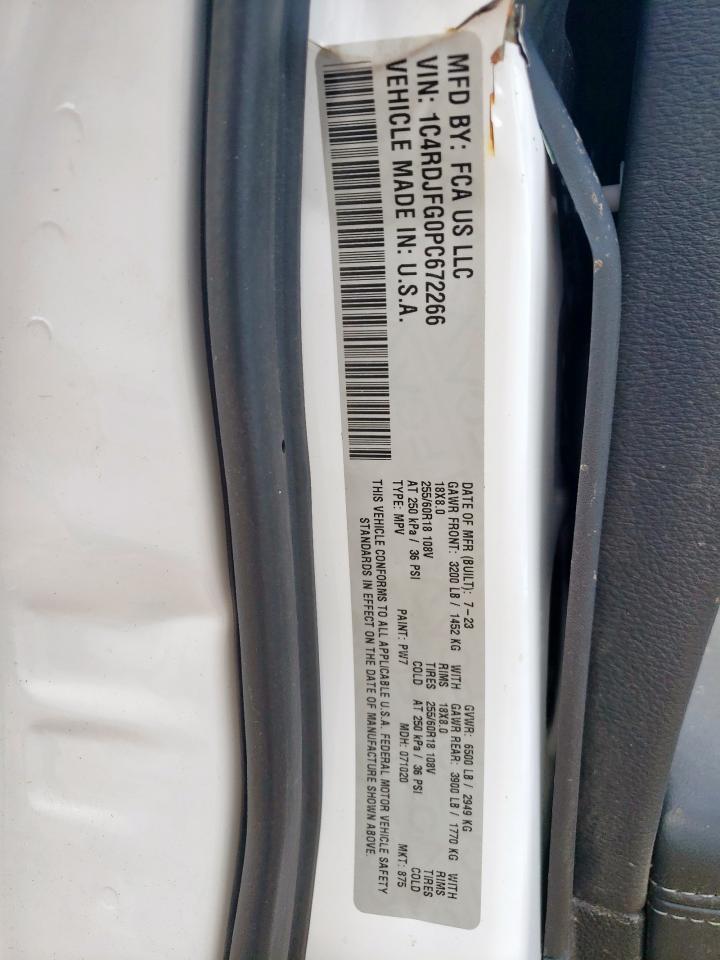 MFD BY: FCA US LLC
VIN: 1C4RDJFG0PC672266
VEHICLE MADE IN: U.S.A.
DATE OF MFR (BUILT): 7-23 GVWR: 6500 LB / 2949 KG
GAWR FRONT: 3200 LB / 1452 KG WITH GAWR REAR: 3900 LB / 1770 KG WITH
18X8.0 RIMS 18X8.0 RIMS
255/60R18 108V TIRES 255/60R18 108V TIRES
AT 250 kPa / 36 PSI COLD AT 250 kPa / 36 PSI COLD
TYPE: MPV PAINT: PW7 MDH: 071020 MKT: 875
THIS VEHICLE CONFORMS TO ALL APPLICABLE U.S.A. FEDERAL MOTOR VEHICLE SAFETY
STANDARDS IN EFFECT ON THE DATE OF MANUFACTURE SHOWN ABOVE.